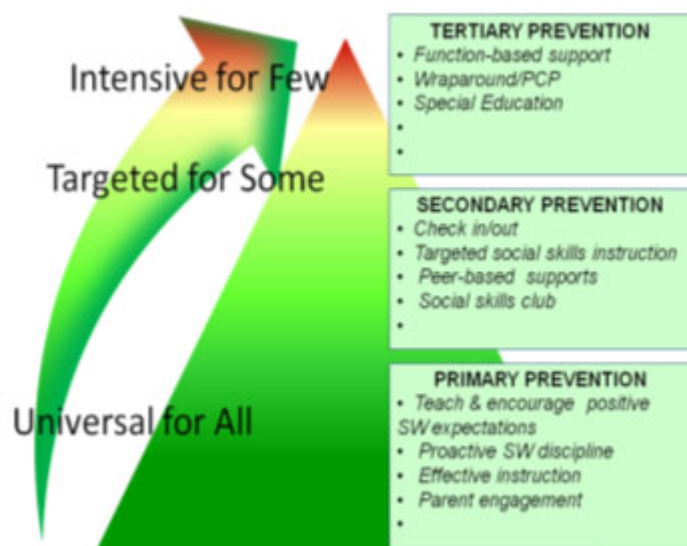 Intensive for Few
Targeted for Some
Universal for All
TERTIARY PREVENTION
• Function-based support
• Wraparound/PCP
• Special Education
•
•
SECONDARY PREVENTION
• Check in/out
• Targeted social skills instruction
• Peer-based supports
• Social skills club
•
PRIMARY PREVENTION
• Teach & encourage positive
SW expectations
• Proactive SW discipline
• Effective instruction
• Parent engagement
•